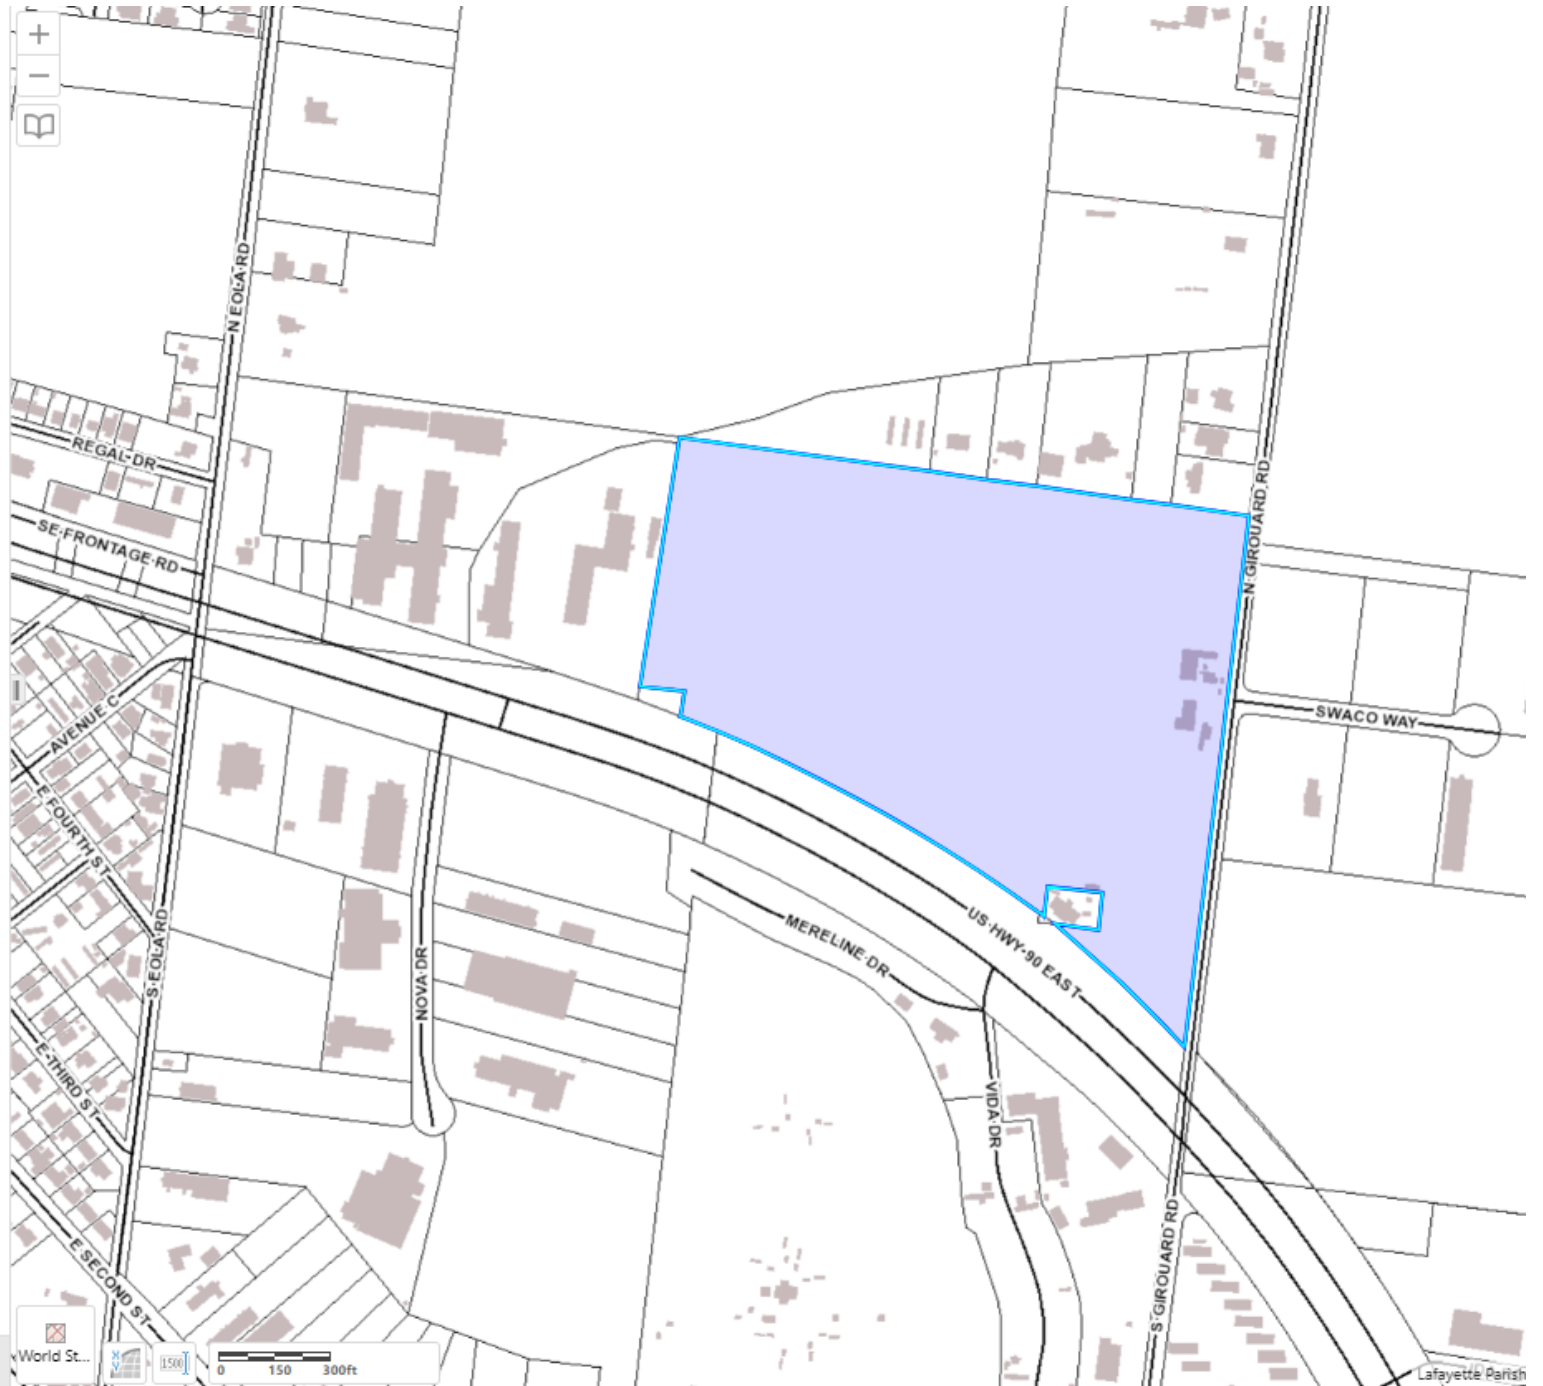 +
−
N EOLA RD
REGAL DR
SE FRONTAGE RD
N GIROUARD RD
AVENUE C
SWACO WAY
E FOURTH ST
US HWY-90 EAST
MERELINE DR
S EOLA RD
NOVA DR
E THIRD ST
VIDA DR
S GIROUARD RD
E SECOND ST
World St...
X Y
1500
0 150 300ft
Lafayette Parish